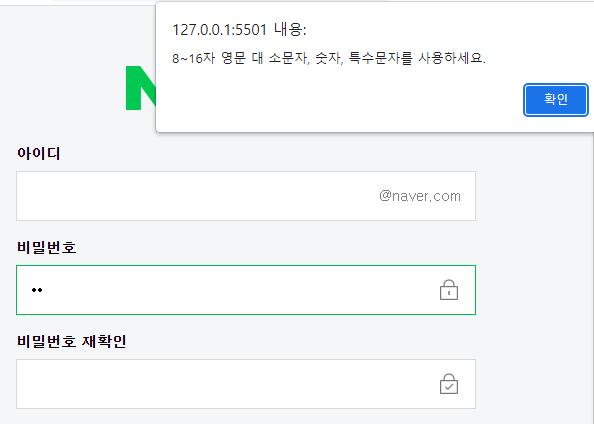 127.0.0.1:5501 내용:
8~16자 영문 대 소문자, 숫자, 특수문자를 사용하세요.
확인
N
아이디
@naver.com
비밀번호
비밀번호 재확인